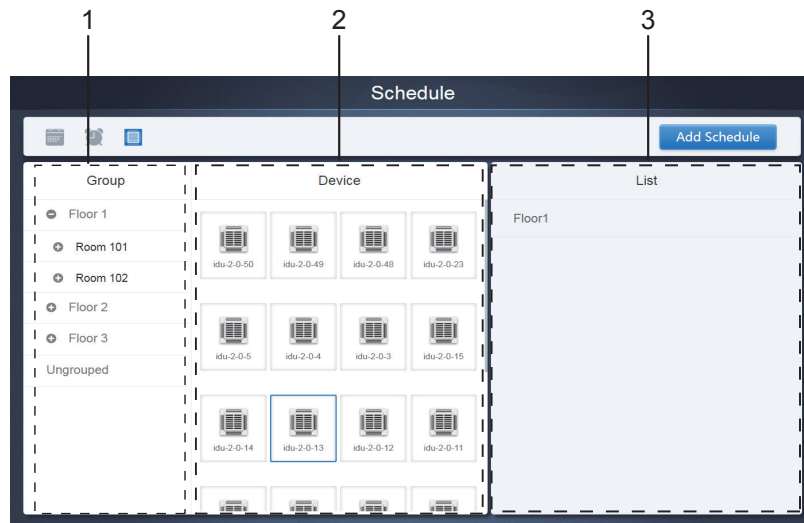 1 2 3
Schedule
Add Schedule
Group Device List
Floor 1
Floor1
Room 101
Room 102
Floor 2
Floor 3
Ungrouped
idu-2-0-50 idu-2-0-49 idu-2-0-48 idu-2-0-23
idu-2-0-5 idu-2-0-4 idu-2-0-3 idu-2-0-15
idu-2-0-14 idu-2-0-13 idu-2-0-12 idu-2-0-11